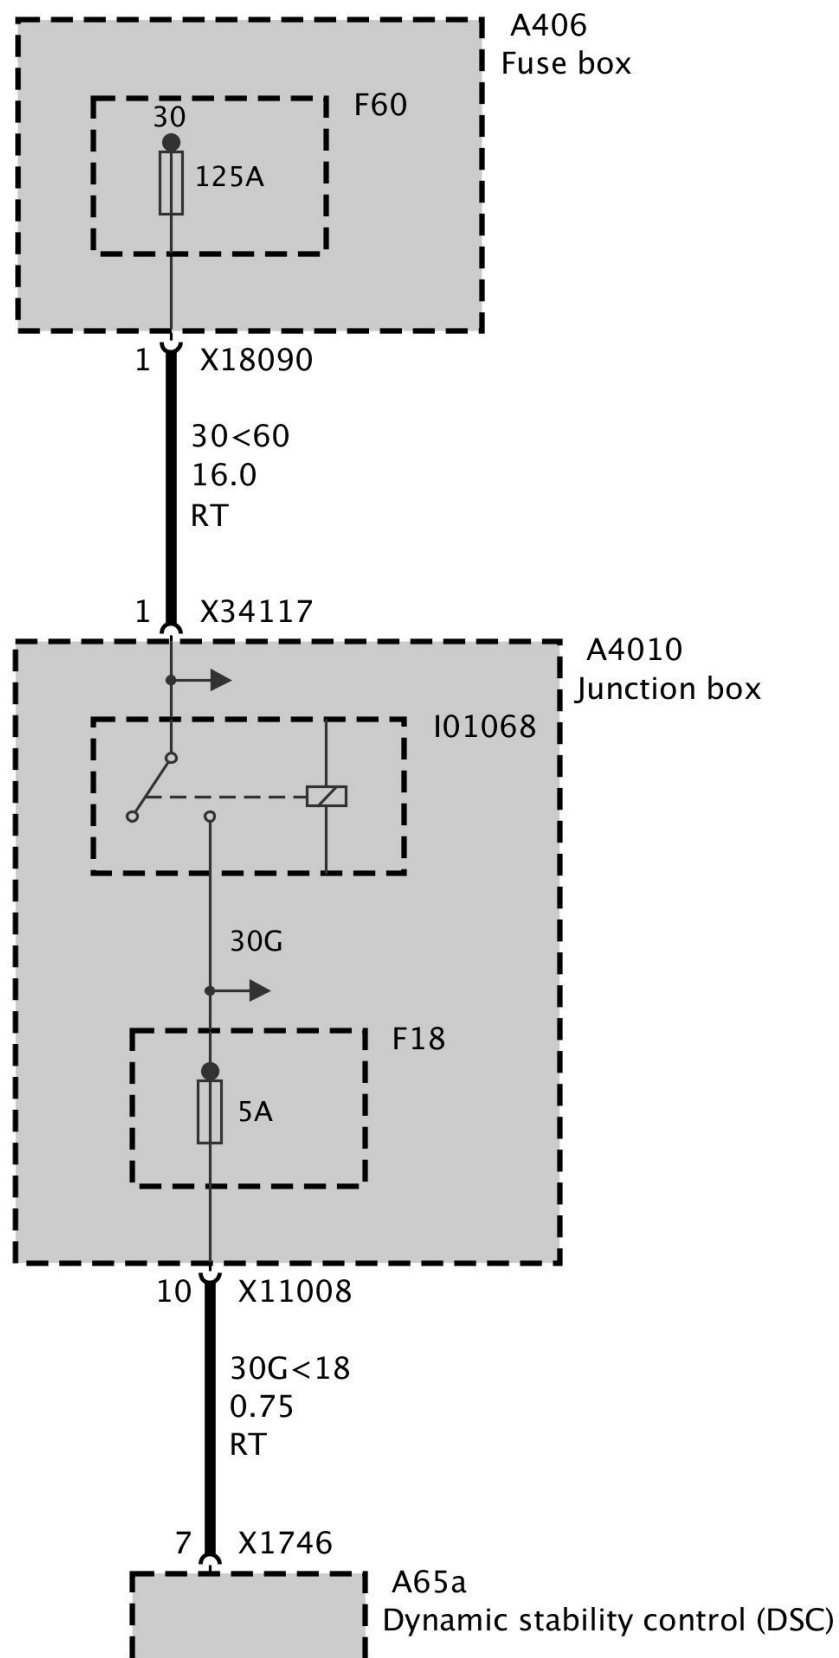 A406
Fuse box
F60
30
125A
1 X18090
30<60
16.0
RT
1 X34117
A4010
Junction box
I01068
30G
F18
5A
10 X11008
30G<18
0.75
RT
7 X1746
A65a
Dynamic stability control (DSC)